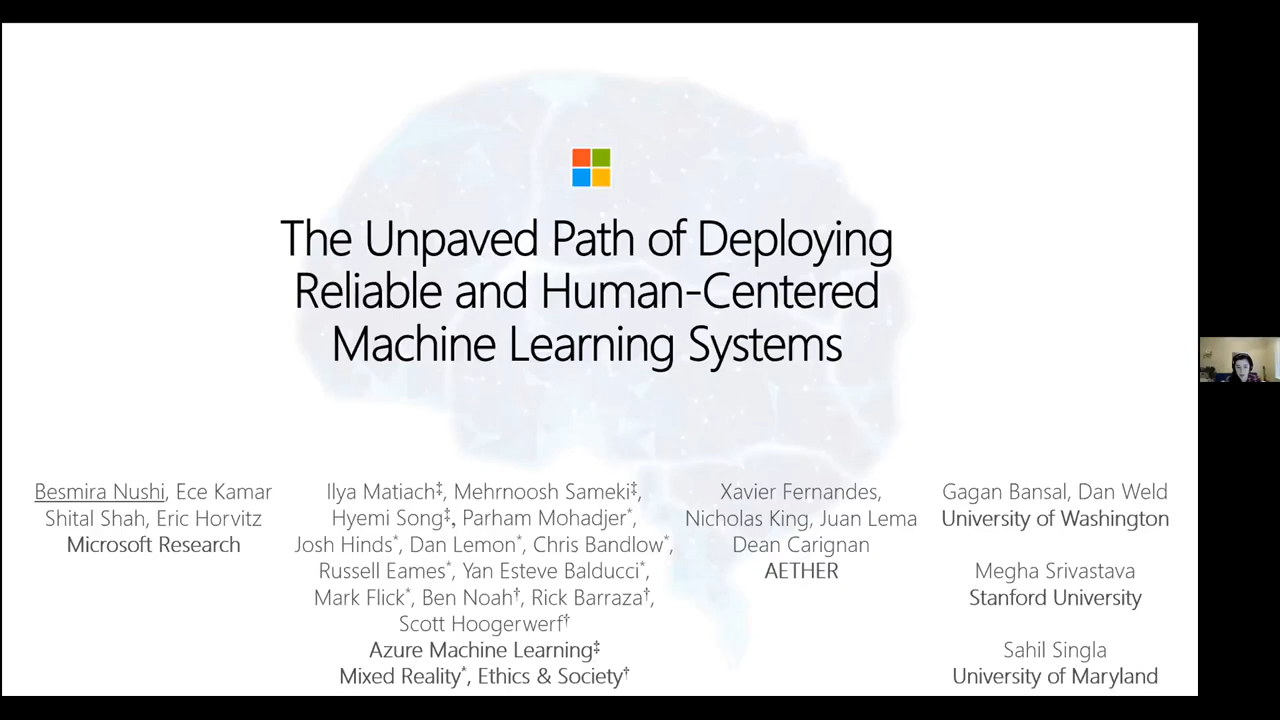 The Unpaved Path of Deploying
Reliable and Human-Centered
Machine Learning Systems
Besmira Nushi, Ece Kamar
Shital Shah, Eric Horvitz
Microsoft Research
Ilya Matiach‡, Mehrnoosh Sameki‡,
Hyemi Song‡, Parham Mohadjer*,
Josh Hinds*, Dan Lemon*, Chris Bandlow*,
Russell Eames*, Yan Esteve Balducci*,
Mark Flick*, Ben Noah†, Rick Barraza†,
Scott Hoogerwerf†
Azure Machine Learning‡
Mixed Reality*, Ethics & Society†
Xavier Fernandes,
Nicholas King, Juan Lema
Dean Carignan
AETHER
Gagan Bansal, Dan Weld
University of Washington
Megha Srivastava
Stanford University
Sahil Singla
University of Maryland